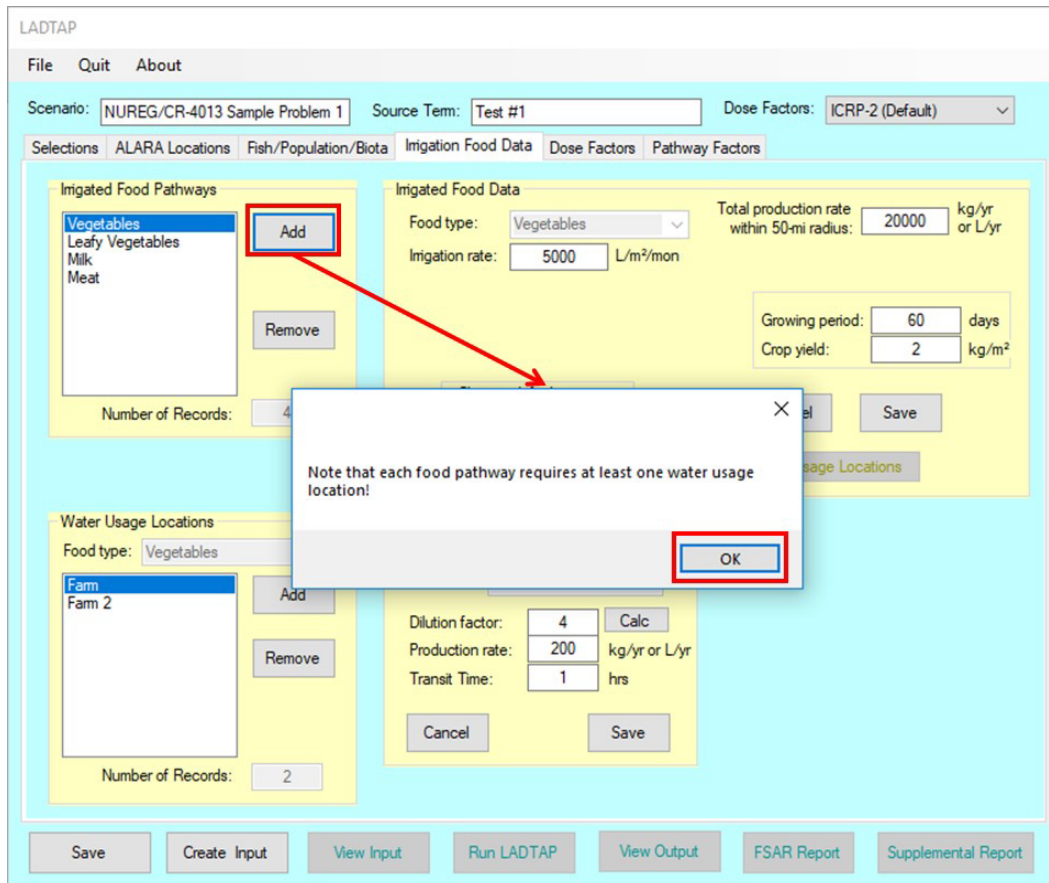 LADTAP
File Quit About
Scenario: NUREG/CR-4013 Sample Problem 1 Source Term: Test #1 Dose Factors: ICRP-2 (Default)
Selections ALARA Locations Fish/Population/Biota Irrigation Food Data Dose Factors Pathway Factors
Irrigated Food Pathways
Vegetables
Leafy Vegetables
Milk
Meat
Add
Remove
Number of Records: 4
Irrigated Food Data
Food type: Vegetables
Irrigation rate: 5000 L/m²/mon
Total production rate
within 50-mi radius: 20000 kg/yr
or L/yr
Growing period: 60 days
Crop yield: 2 kg/m²
Save
Locations
Note that each food pathway requires at least one water usage
location!
OK
Water Usage Locations
Food type: Vegetables
Farm
Farm 2
Add
Remove
Number of Records: 2
Dilution factor: 4 Calc
Production rate: 200 kg/yr or L/yr
Transit Time: 1 hrs
Cancel Save
Save Create Input View Input Run LADTAP View Output FSAR Report Supplemental Report